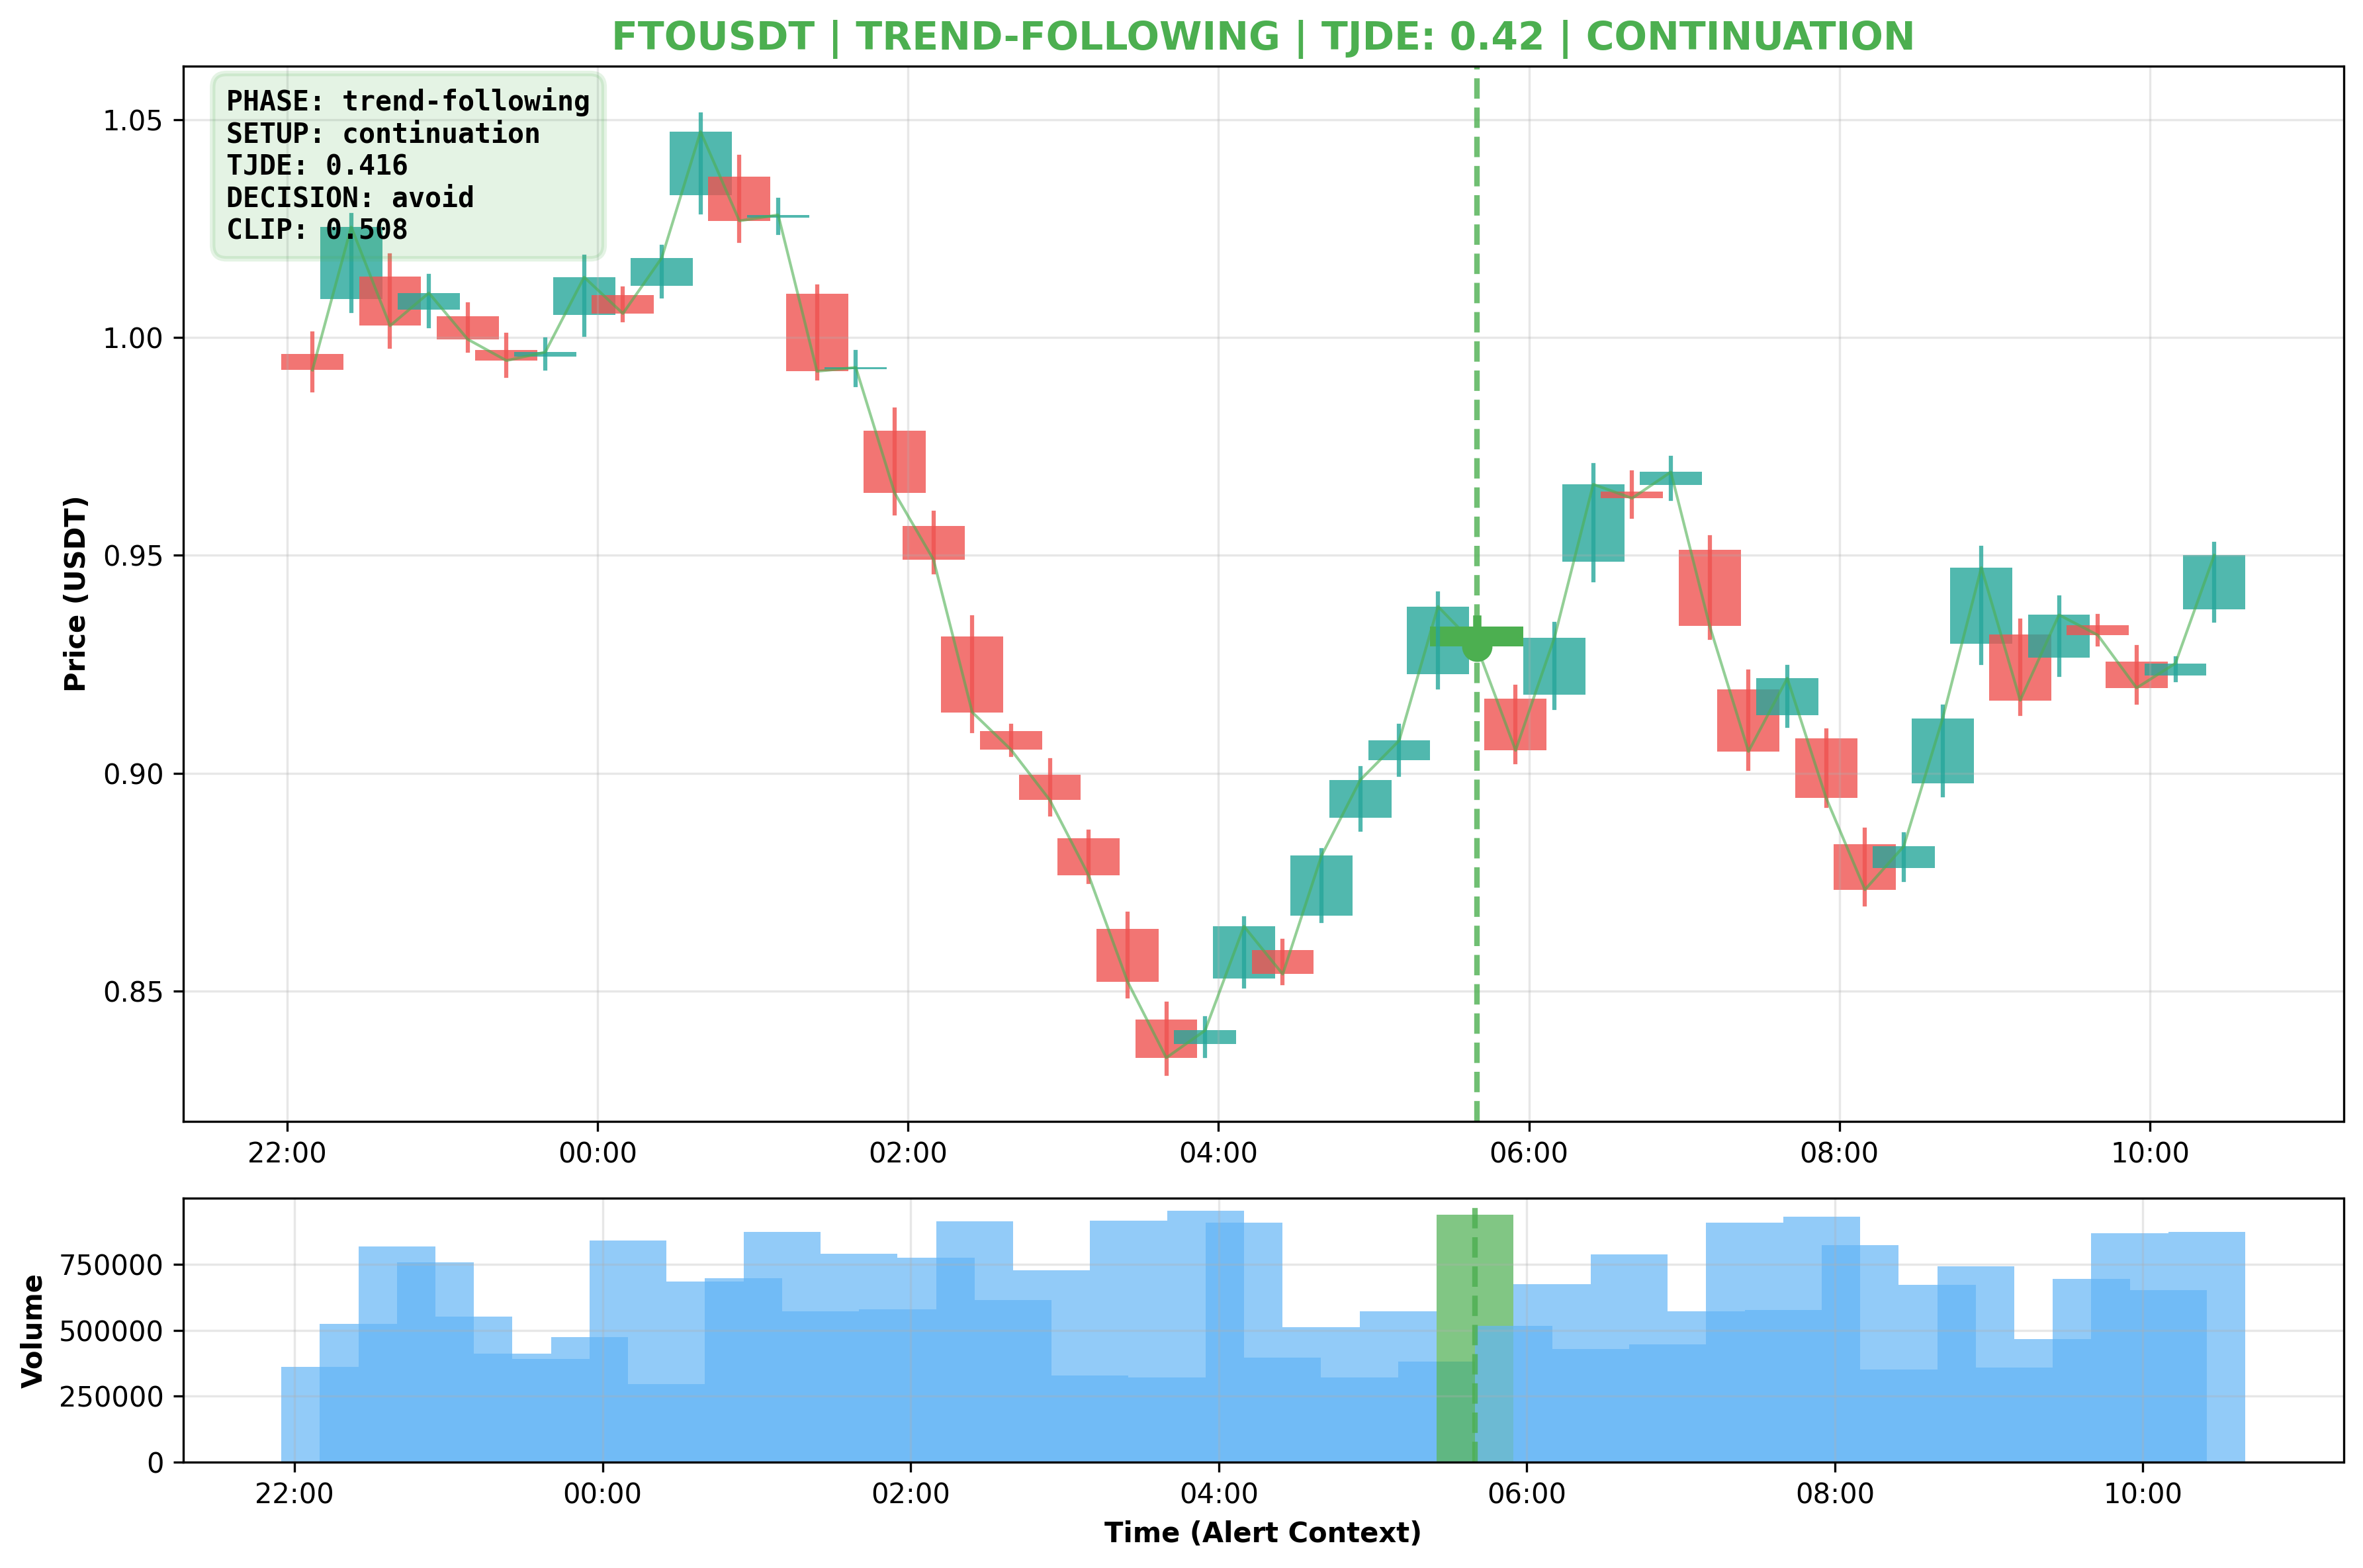 FTOUSDT | TREND-FOLLOWING | TJDE: 0.42 | CONTINUATION
PHASE: trend-following
SETUP: continuation
TJDE: 0.416
DECISION: avoid
CLIP: 0.508
Price (USDT)
1.05
1.00
0.95
0.90
0.85
22:00 00:00 02:00 04:00 06:00 08:00 10:00
Volume
750000
500000
250000
0
22:00 00:00 02:00 04:00 06:00 08:00 10:00
Time (Alert Context)